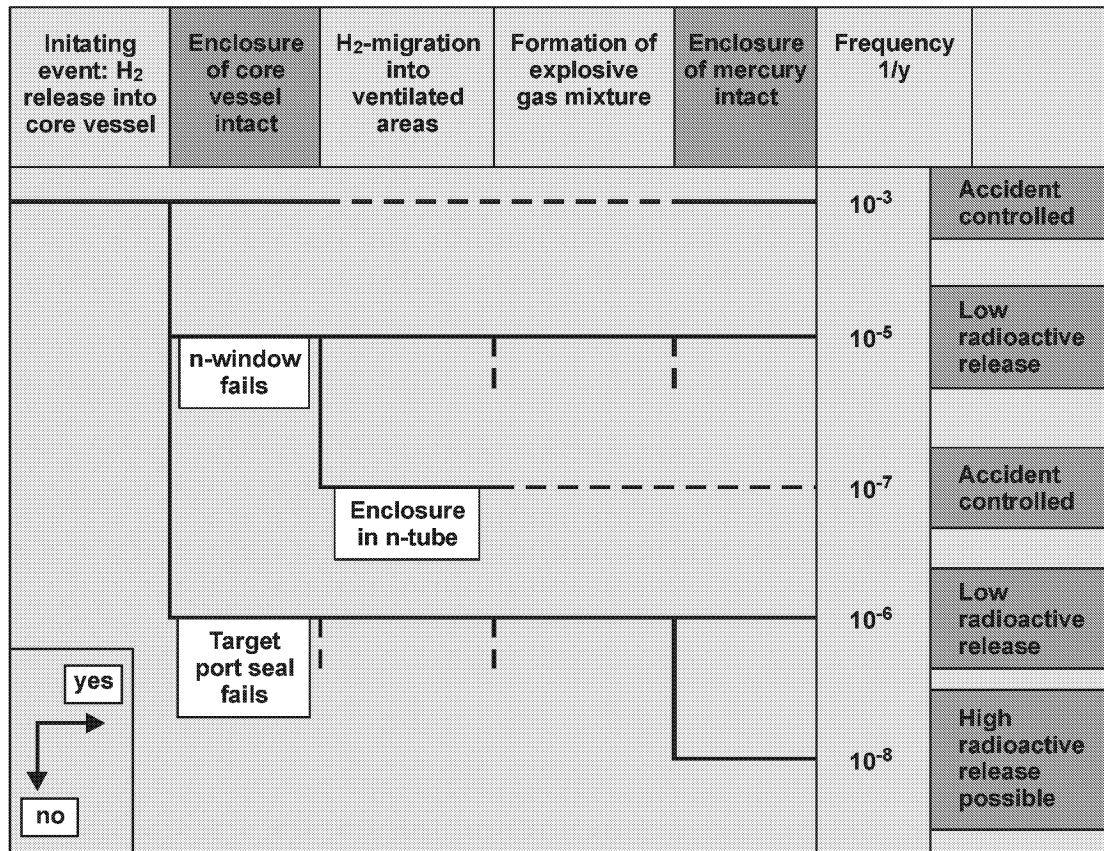 Initating
event: H₂
release into
core vessel
Enclosure
of core
vessel
intact
H₂-migration
into
ventilated
areas
Formation of
explosive
gas mixture
Enclosure
of mercury
intact
Frequency
1/y
10⁻³
Accident
controlled
n-window
fails
10⁻⁵
Low
radioactive
release
Enclosure
in n-tube
10⁻⁷
Accident
controlled
Target
port seal
fails
10⁻⁶
Low
radioactive
release
10⁻⁸
High
radioactive
release
possible
yes
no